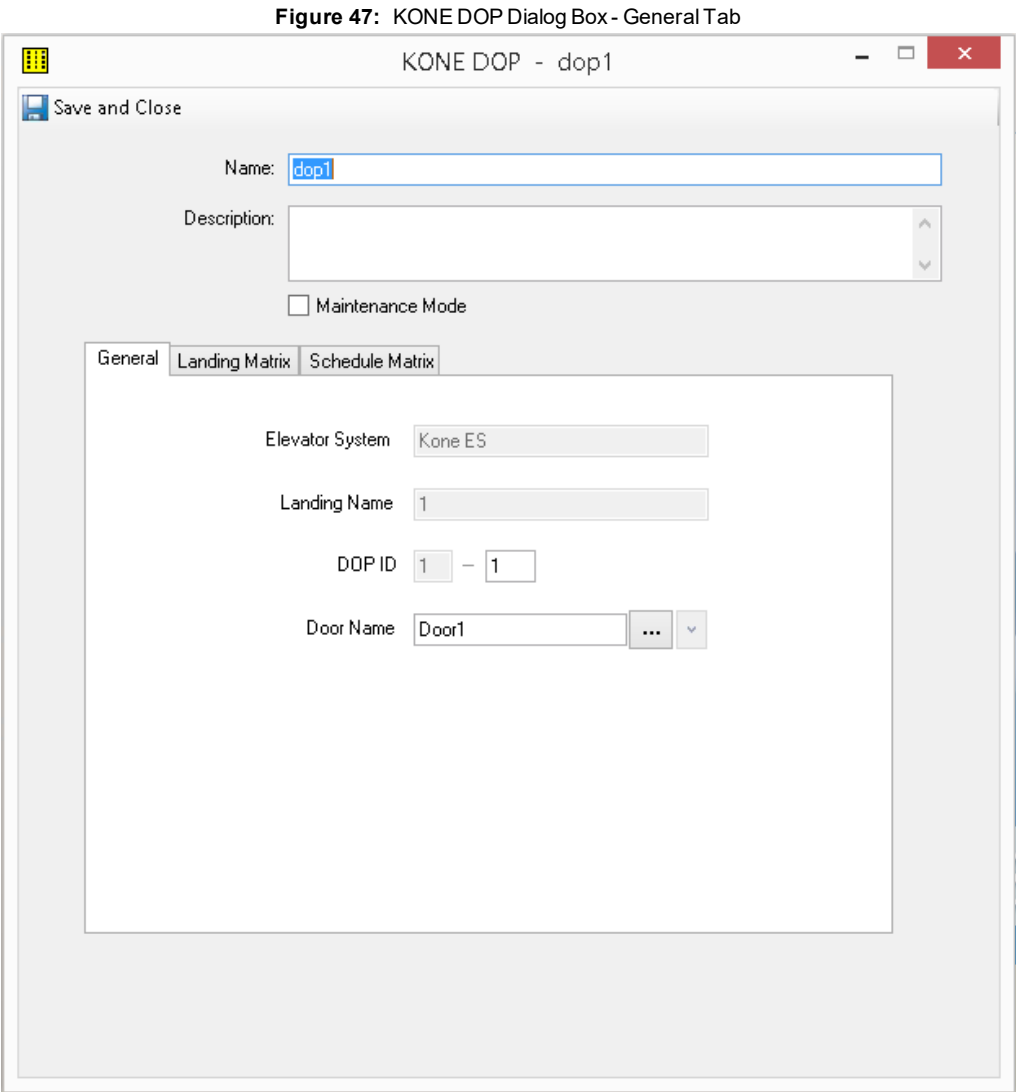 Figure 47: KONE DOP Dialog Box - General Tab
KONE DOP - dop1
Save and Close
Name: dop1
Description:
Maintenance Mode
General Landing Matrix Schedule Matrix
Elevator System Kone ES
Landing Name 1
DOP ID 1 – 1
Door Name Door1 ...